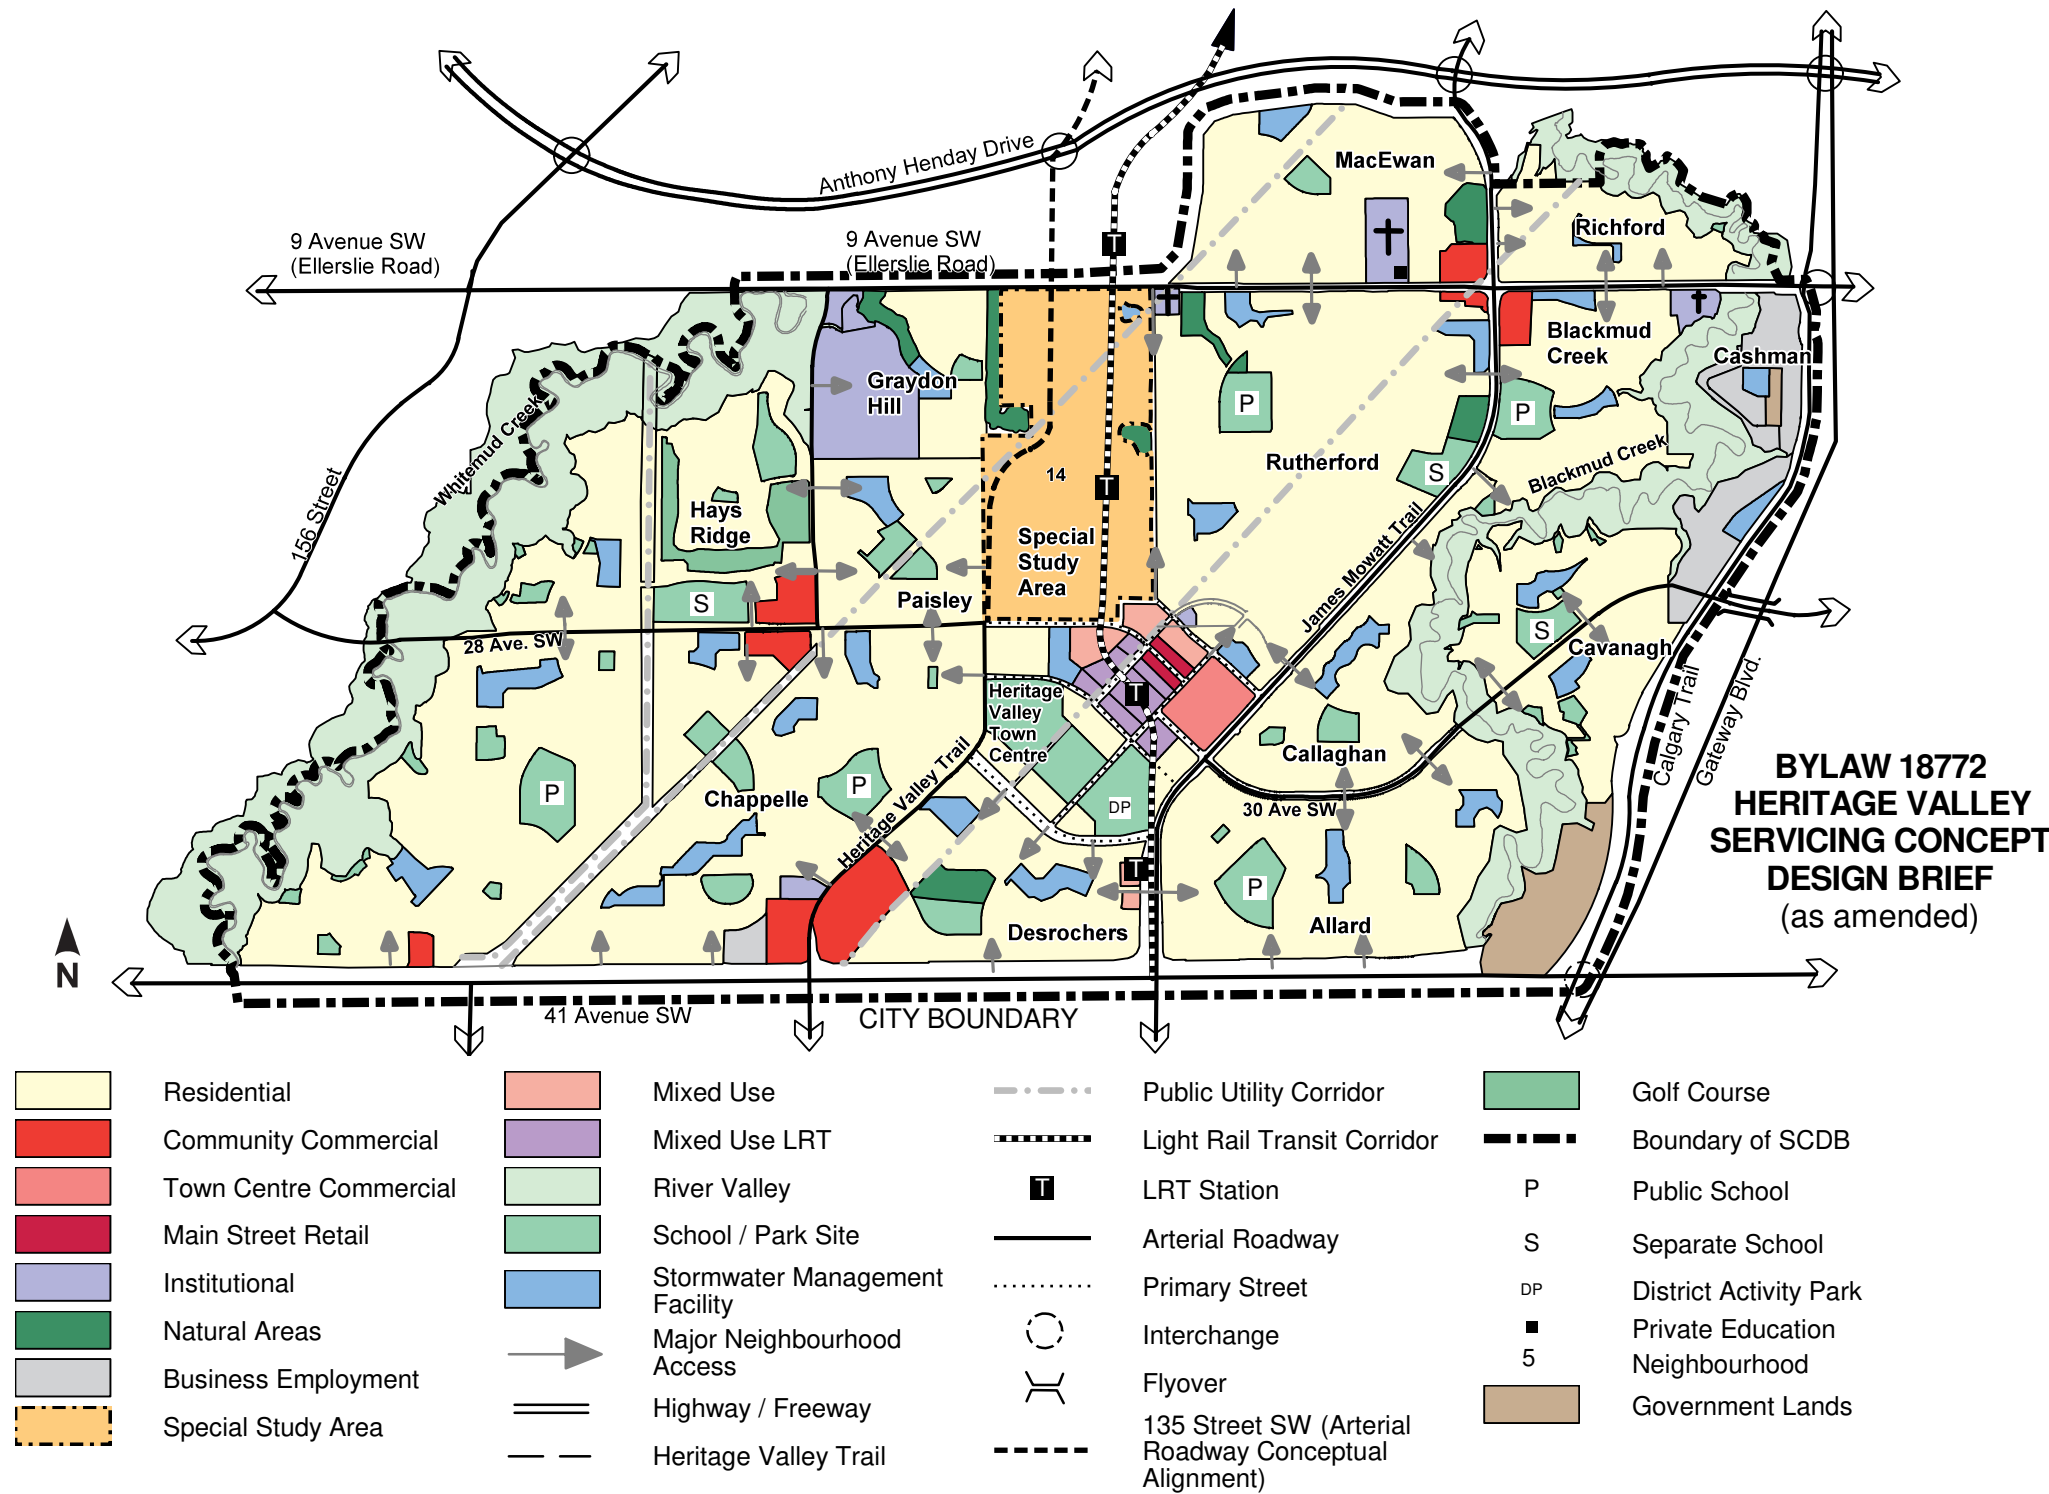 Anthony Henday Drive
MacEwan
Richford
9 Avenue SW
(Ellerslie Road)
9 Avenue SW
(Ellerslie Road)
T
Blackmud
Creek
Cashman
Graydon
Hill
Whitemud Creek
156 Street
P
P
Rutherford
S
Blackmud Creek
14
T
Hays
Ridge
Special
Study
Area
James Mowatt Trail
Paisley
S
S
Cavanagh
28 Ave. SW
Heritage
Valley
Town
Centre
T
Callaghan
Calgary Trail
Gateway Blvd.
P
P
Chappelle
Heritage Valley Trail
DP
30 Ave SW
T
P
Desrochers
Allard
BYLAW 18772
HERITAGE VALLEY
SERVICING CONCEPT
DESIGN BRIEF
(as amended)
N
41 Avenue SW
CITY BOUNDARY
Residential
Community Commercial
Town Centre Commercial
Main Street Retail
Institutional
Natural Areas
Business Employment
Special Study Area
Mixed Use
Mixed Use LRT
River Valley
School / Park Site
Stormwater Management
Facility
Major Neighbourhood
Access
Highway / Freeway
Heritage Valley Trail
Public Utility Corridor
Light Rail Transit Corridor
T
LRT Station
Arterial Roadway
Primary Street
Interchange
Flyover
135 Street SW (Arterial
Roadway Conceptual
Alignment)
Golf Course
Boundary of SCDB
P
Public School
S
Separate School
DP
District Activity Park
Private Education
5
Neighbourhood
Government Lands